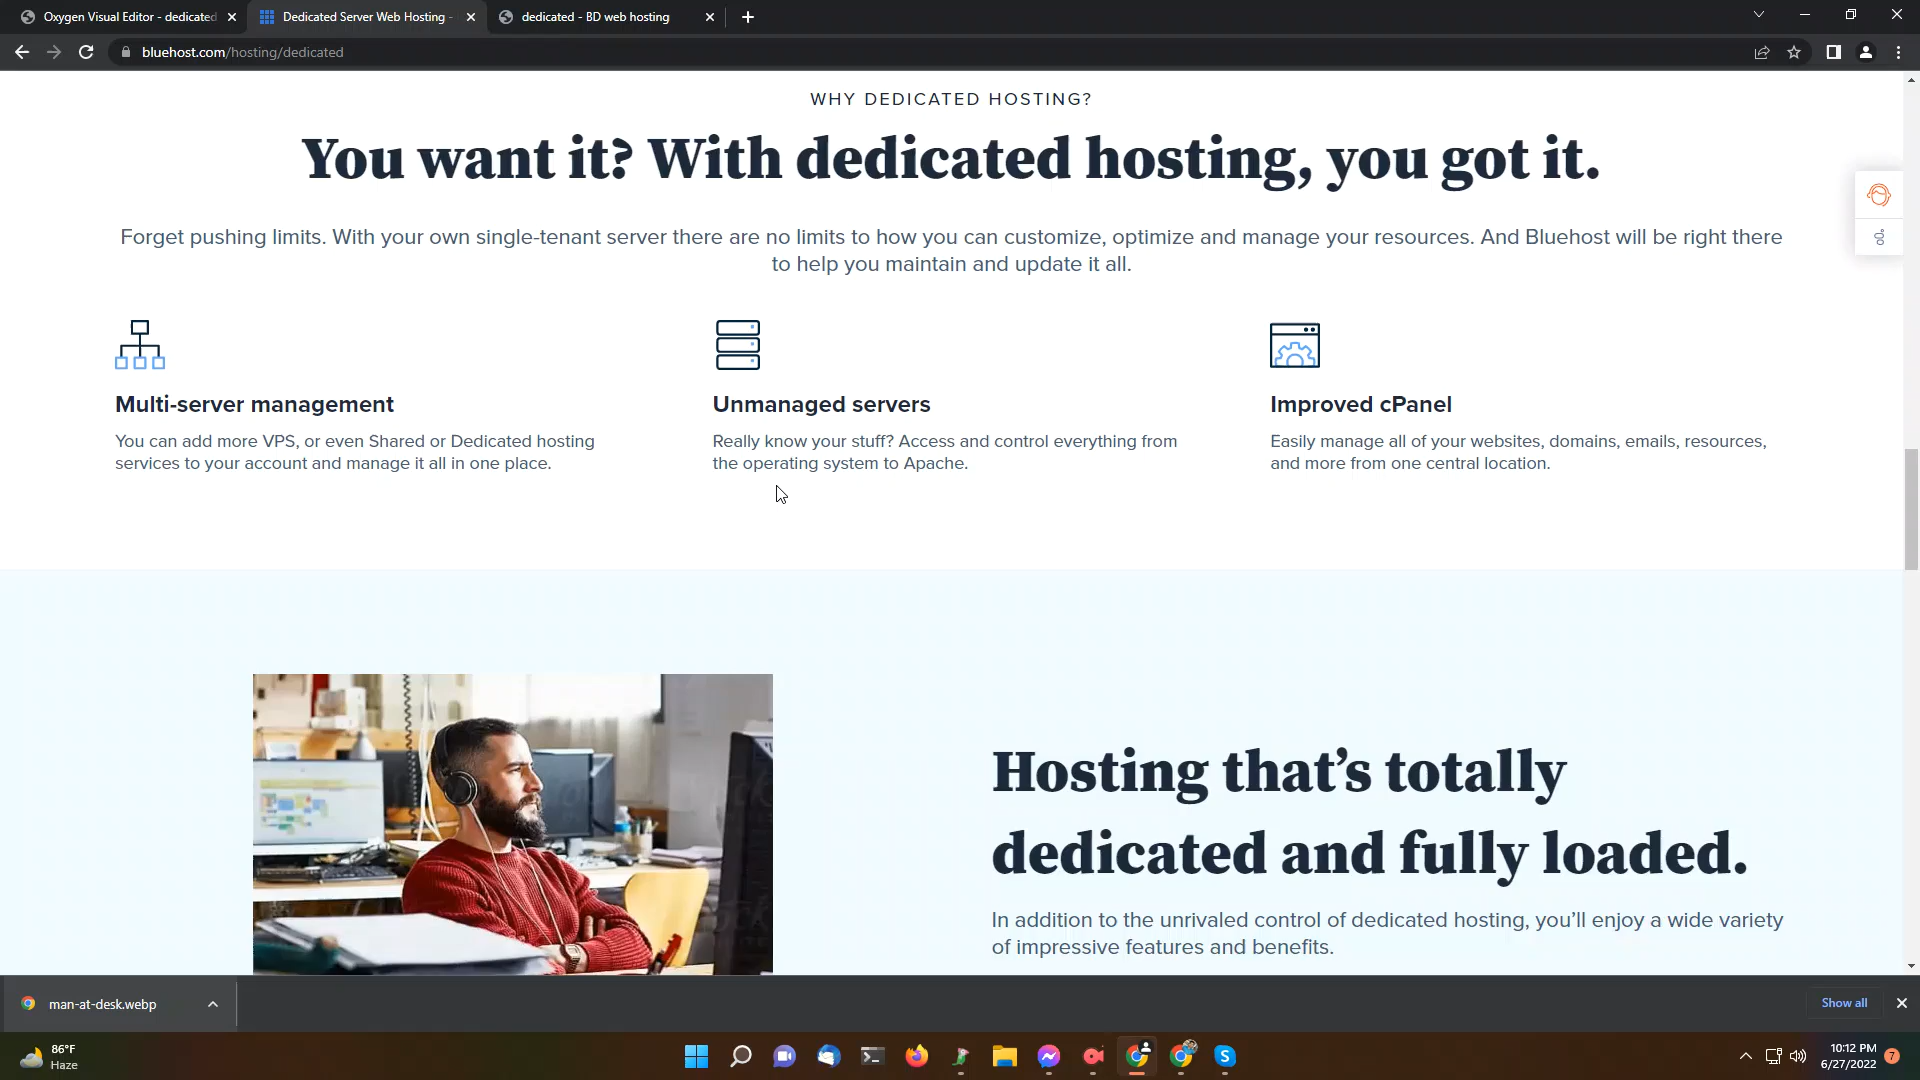 Oxygen Visual Editor - dedicated
Dedicated Server Web Hosting -
dedicated - BD web hosting
bluehost.com/hosting/dedicated
WHY DEDICATED HOSTING?
You want it? With dedicated hosting, you got it.
Forget pushing limits. With your own single-tenant server there are no limits to how you can customize, optimize and manage your resources. And Bluehost will be right there
to help you maintain and update it all.
Multi-server management
You can add more VPS, or even Shared or Dedicated hosting
services to your account and manage it all in one place.
Unmanaged servers
Really know your stuff? Access and control everything from
the operating system to Apache.
Improved cPanel
Easily manage all of your websites, domains, emails, resources,
and more from one central location.
Hosting that’s totally
dedicated and fully loaded.
In addition to the unrivaled control of dedicated hosting, you’ll enjoy a wide variety
of impressive features and benefits.
man-at-desk.webp
Show all
86°F
Haze
10:12 PM
6/27/2022
7